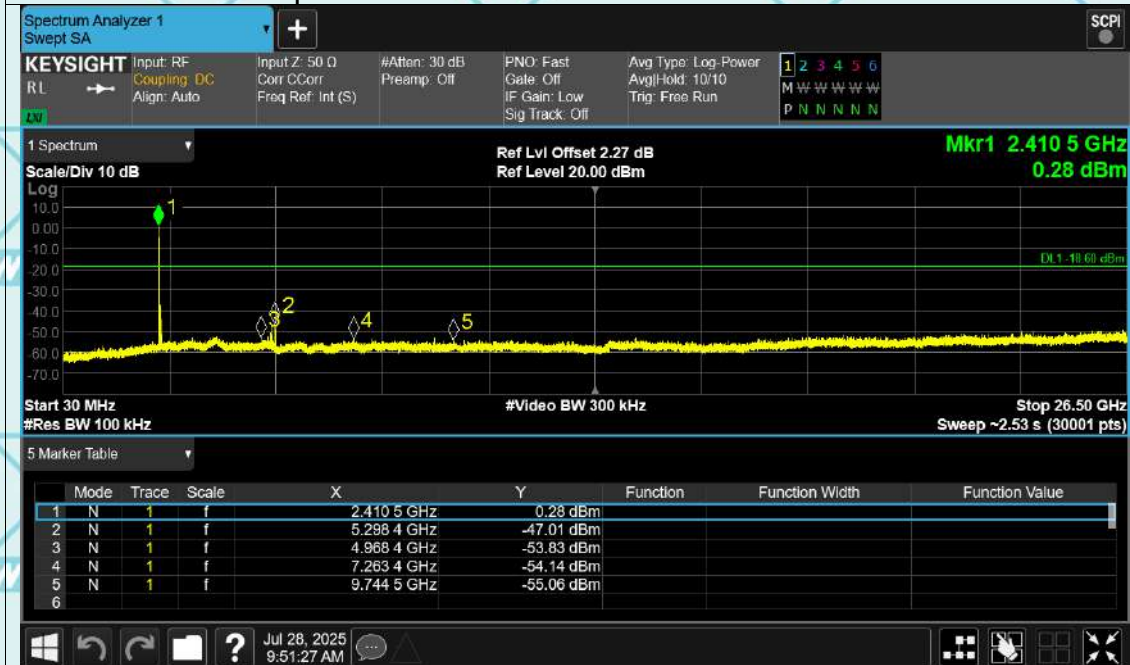 Spectrum Analyzer 1
Swept SA
+
SCPI
KEYSIGHT
RL
LXI
Input: RF
Coupling: DC
Align: Auto
Input Z: 50 Ω
Corr CCorr
Freq Ref: Int (S)
#Atten: 30 dB
Preamp: Off
PNO: Fast
Gate: Off
IF Gain: Low
Sig Track: Off
Avg Type: Log-Power
Avg|Hold: 10/10
Trig: Free Run
1 2 3 4 5 6
M W W W W W
P N N N N N
1 Spectrum
Scale/Div 10 dB
Ref Lvl Offset 2.27 dB
Ref Level 20.00 dBm
Mkr1 2.410 5 GHz
0.28 dBm
Log
10.0
0.00
-10.0
-20.0
-30.0
-40.0
-50.0
-60.0
-70.0
1
2
3
4
5
DL1 -18.60 dBm
Start 30 MHz
#Res BW 100 kHz
#Video BW 300 kHz
Stop 26.50 GHz
Sweep ~2.53 s (30001 pts)
5 Marker Table
Mode Trace Scale X Y Function Function Width Function Value
1 N 1 f 2.410 5 GHz 0.28 dBm
2 N 1 f 5.298 4 GHz -47.01 dBm
3 N 1 f 4.968 4 GHz -53.83 dBm
4 N 1 f 7.263 4 GHz -54.14 dBm
5 N 1 f 9.744 5 GHz -55.06 dBm
6
?
Jul 28, 2025
9:51:27 AM